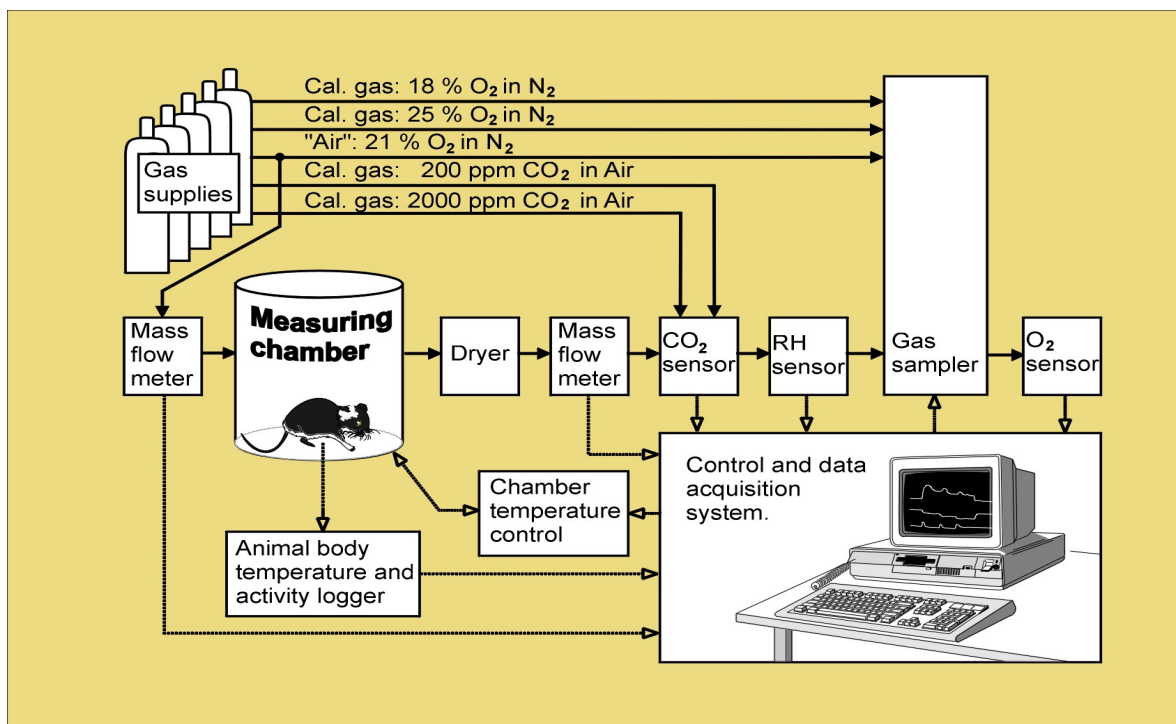 Cal. gas: 18 % O₂ in N₂
Cal. gas: 25 % O₂ in N₂
"Air": 21 % O₂ in N₂
Cal. gas: 200 ppm CO₂ in Air
Cal. gas: 2000 ppm CO₂ in Air
Gas
supplies
Mass
flow
meter
Measuring
chamber
Dryer
Mass
flow
meter
CO₂
sensor
RH
sensor
Gas
sampler
O₂
sensor
Control and data
acquisition
system.
Chamber
temperature
control
Animal body
temperature and
activity logger